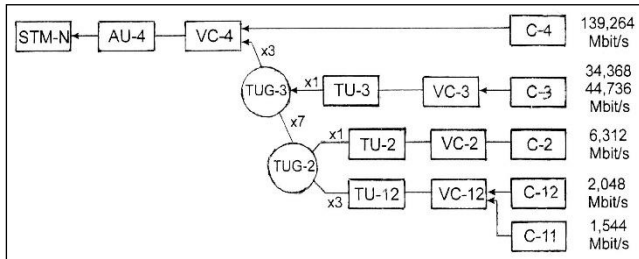 STM-N AU-4 VC-4 C-4 139,264
Mbit/s
x3
34,368
TUG-3 x1 TU-3 VC-3 C-3 44,736
Mbit/s
x7
x1 TU-2 VC-2 C-2 6,312
Mbit/s
TUG-2
x3 TU-12 VC-12 C-12 2,048
Mbit/s
C-11 1,544
Mbit/s